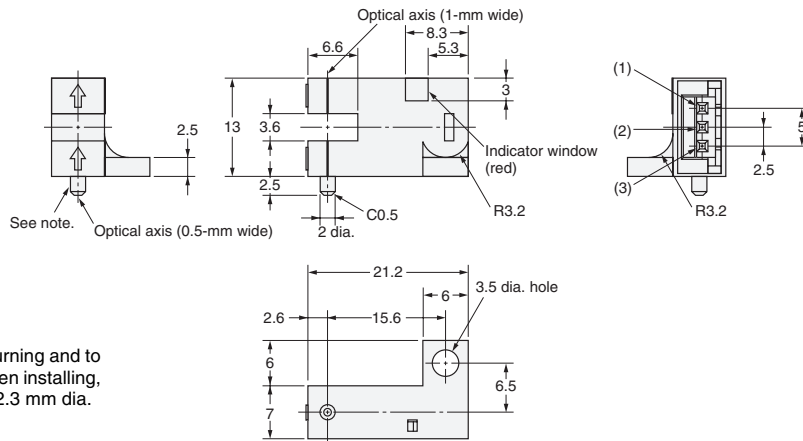 Optical axis (1-mm wide)
8.3
6.6
5.3
(1)
3
2.5
13
3.6
(2)
5
Indicator window
(red)
2.5
2.5
(3)
See note.
C0.5
R3.2
R3.2
Optical axis (0.5-mm wide)
2 dia.
21.2
3.5 dia. hole
6
2.6
15.6
urning and to
6
en installing,
6.5
2.3 mm dia.
7